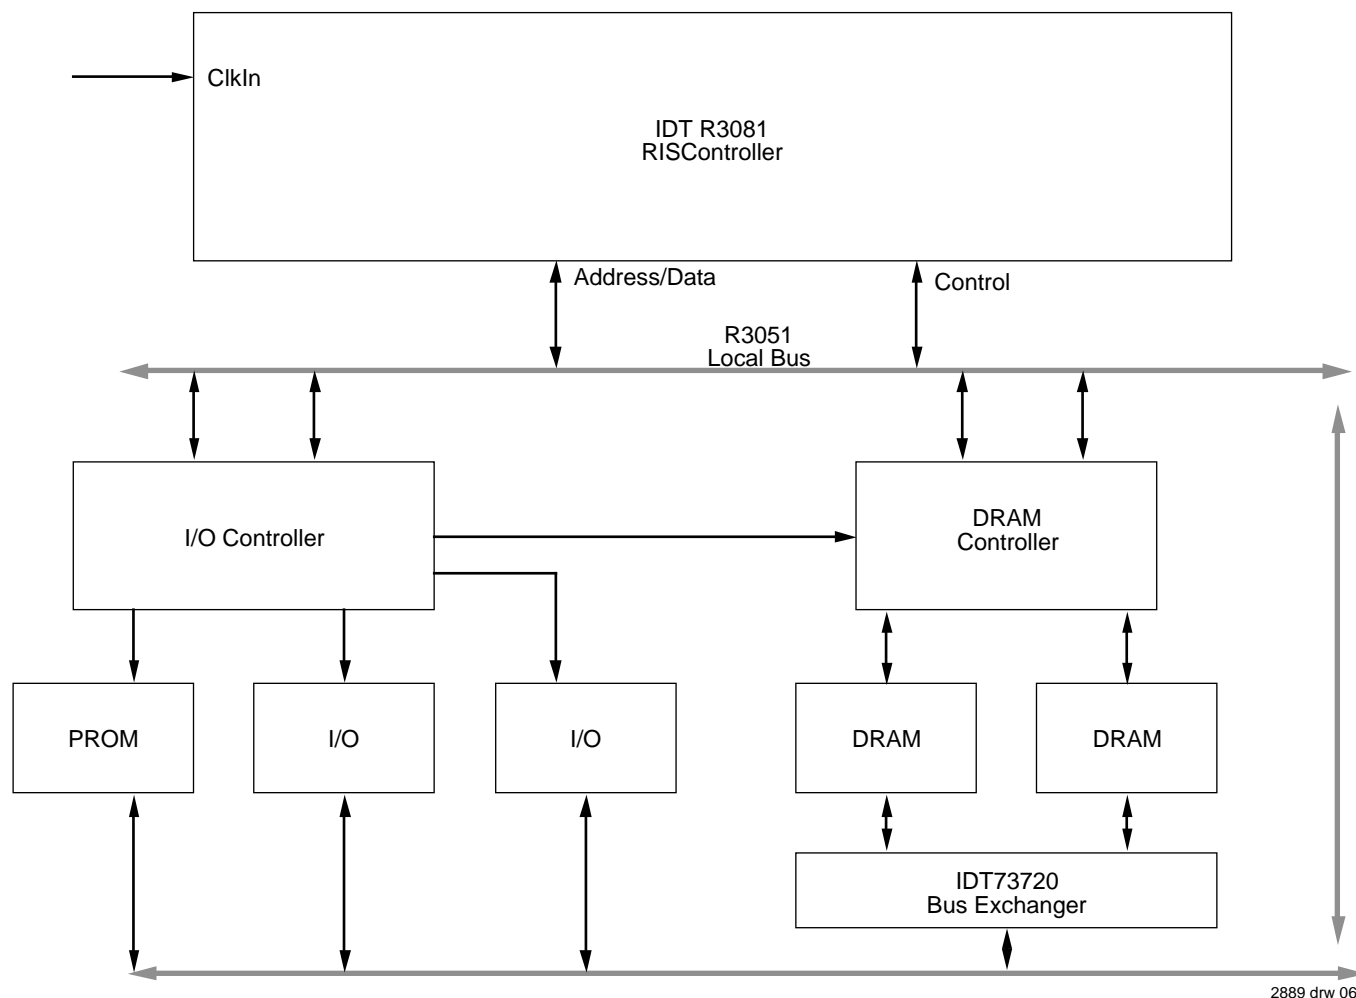 ClkIn
IDT R3081
RISController
Address/Data
Control
R3051
Local Bus
I/O Controller
DRAM
Controller
PROM
I/O
I/O
DRAM
DRAM
IDT73720
Bus Exchanger
2889 drw 06